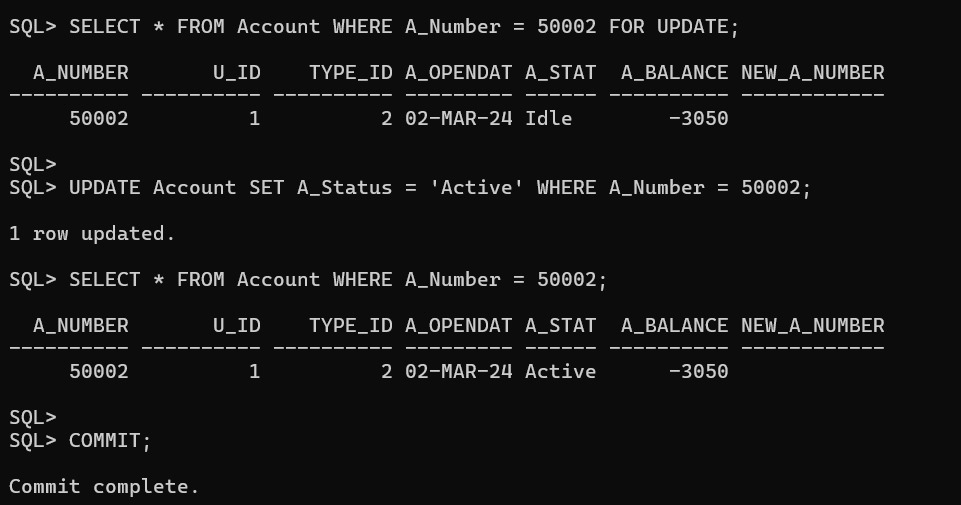 SQL> SELECT * FROM Account WHERE A_Number = 50002 FOR UPDATE;
  A_NUMBER       U_ID    TYPE_ID A_OPENDAT A_STAT  A_BALANCE NEW_A_NUMBER
---------- ---------- ---------- --------- ------ ---------- ------------
     50002          1          2 02-MAR-24 Idle        -3050
SQL>
SQL> UPDATE Account SET A_Status = 'Active' WHERE A_Number = 50002;
1 row updated.
SQL> SELECT * FROM Account WHERE A_Number = 50002;
  A_NUMBER       U_ID    TYPE_ID A_OPENDAT A_STAT  A_BALANCE NEW_A_NUMBER
---------- ---------- ---------- --------- ------ ---------- ------------
     50002          1          2 02-MAR-24 Active      -3050
SQL>
SQL> COMMIT;
Commit complete.